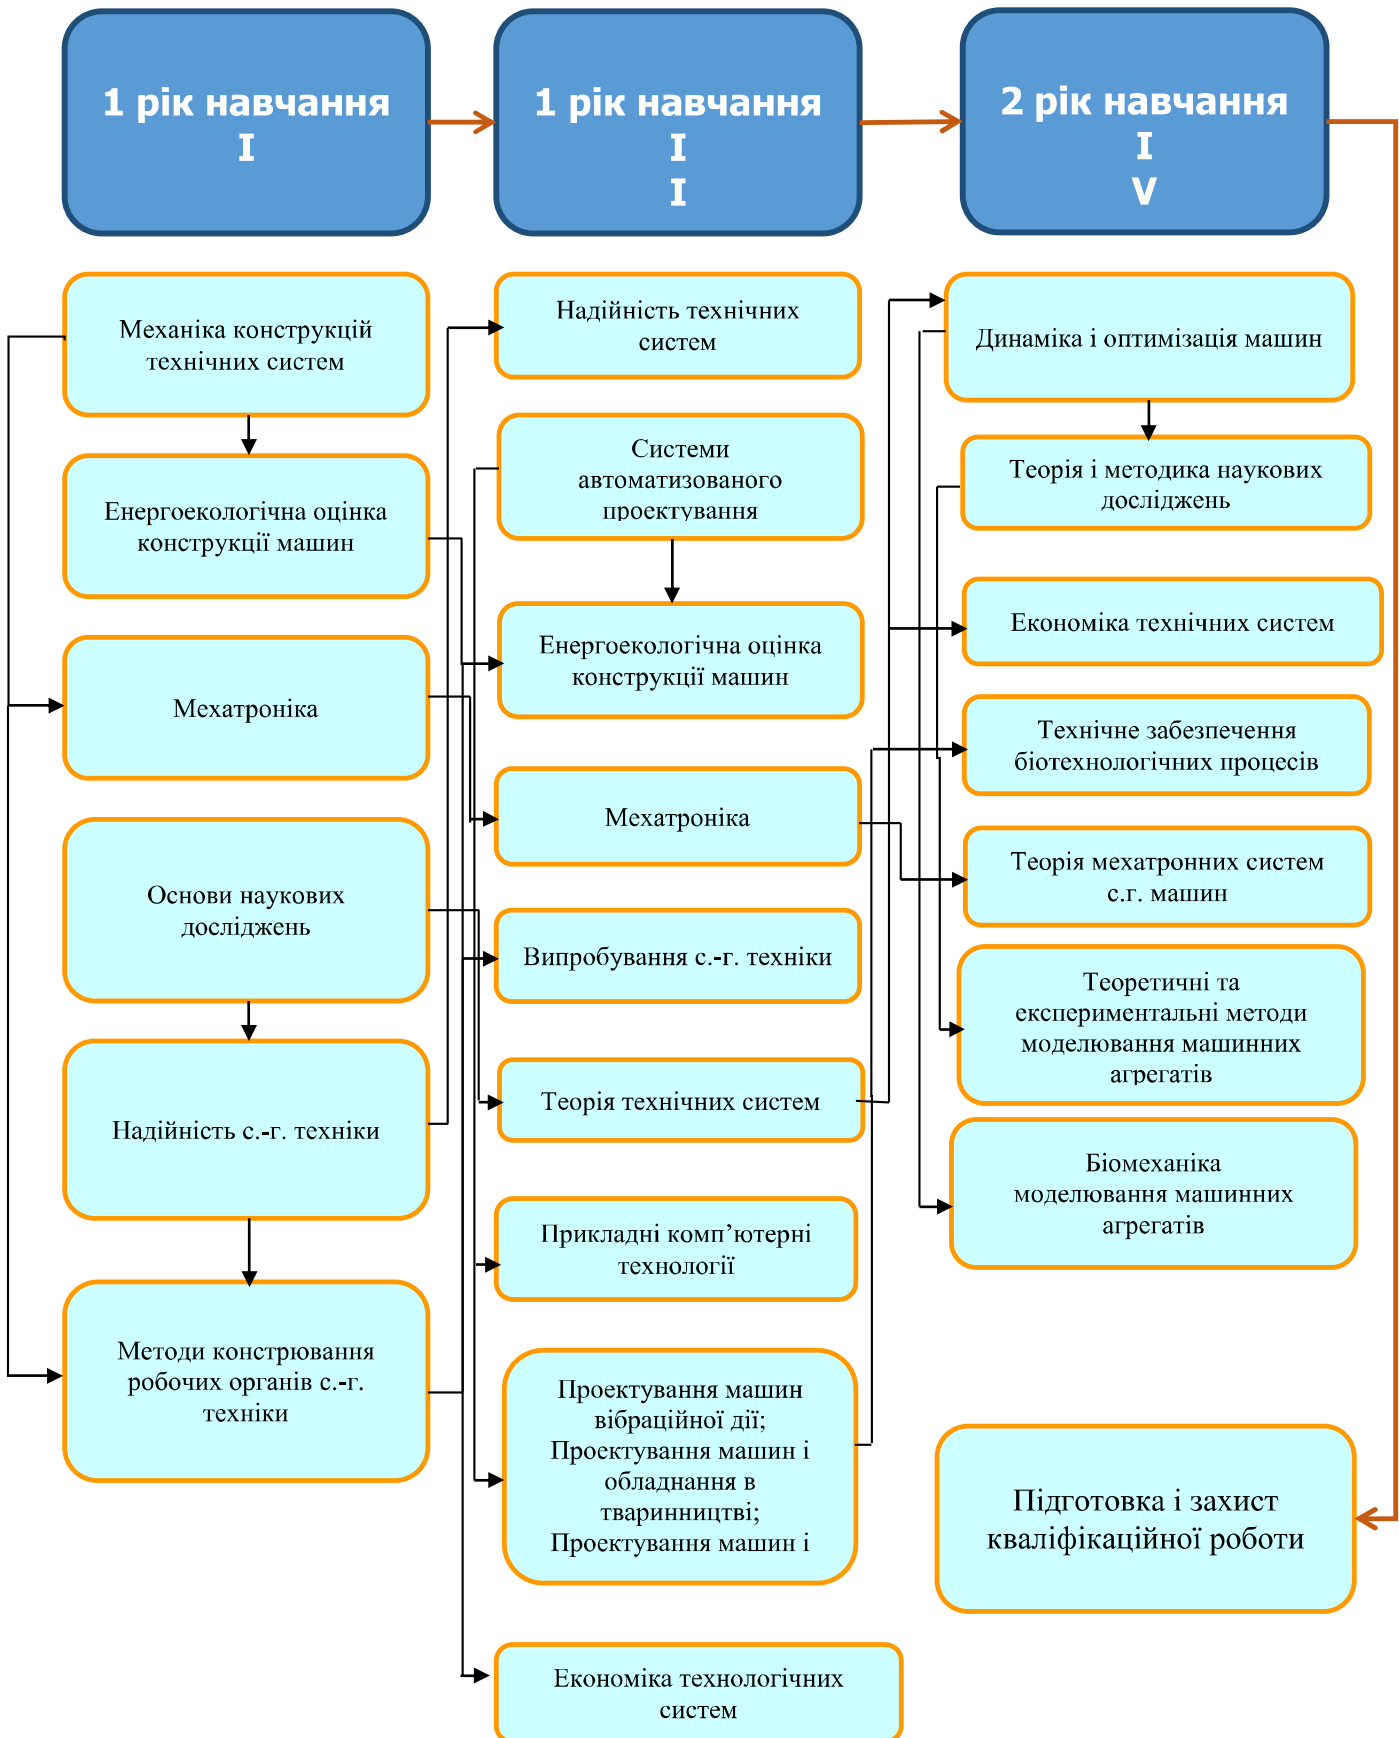 1 рік навчання
I
1 рік навчання
I
I
2 рік навчання
I
V
Механіка конструкцій
технічних систем
Енергоекологічна оцінка
конструкції машин
Мехатроніка
Основи наукових
досліджень
Надійність с.-г. техніки
Методи констрювання
робочих органів с.-г.
техніки
Надійність технічних
систем
Системи
автоматизованого
проектування
Енергоекологічна оцінка
конструкції машин
Мехатроніка
Випробування с.-г. техніки
Теорія технічних систем
Прикладні комп’ютерні
технології
Проектування машин
вібраційної дії;
Проектування машин і
обладнання в
тваринництві;
Проектування машин і
Економіка технологічних
систем
Динаміка і оптимізація машин
Теорія і методика наукових
досліджень
Економіка технічних систем
Технічне забезпечення
біотехнологічних процесів
Теорія мехатронних систем
с.г. машин
Теоретичні та
експериментальні методи
моделювання машинних
агрегатів
Біомеханіка
моделювання машинних
агрегатів
Підготовка і захист
кваліфікаційної роботи